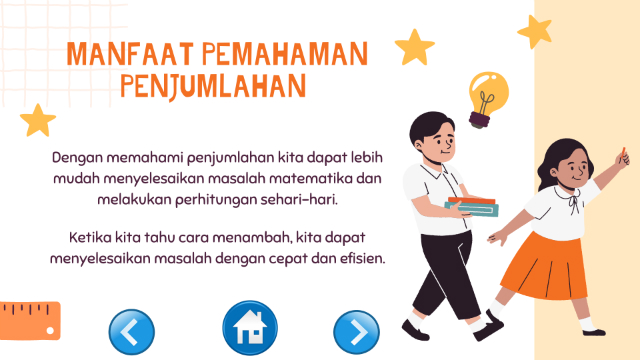 MANFAAT PEMAHAMAN
PENJUMLAHAN
Dengan memahami penjumlahan kita dapat lebih
mudah menyelesaikan masalah matematika dan
melakukan perhitungan sehari-hari.
Ketika kita tahu cara menambah, kita dapat
menyelesaikan masalah dengan cepat dan efisien.